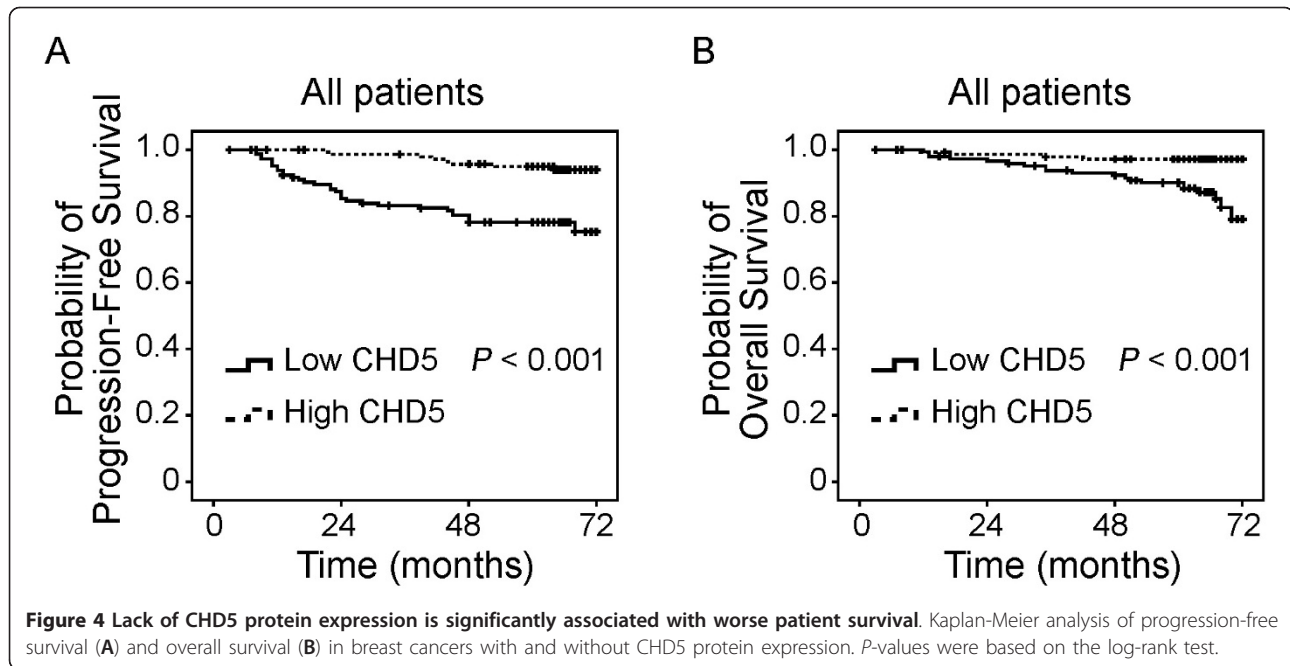 A
All patients
Probability of
Progression-Free Survival
1.0
0.8
0.6
0.4
0.2
0
Low CHD5 P < 0.001
High CHD5
0 24 48 72
Time (months)
B
All patients
Probability of
Overall Survival
1.0
0.8
0.6
0.4
0.2
0
Low CHD5 P < 0.001
High CHD5
0 24 48 72
Time (months)
Figure 4 Lack of CHD5 protein expression is significantly associated with worse patient survival. Kaplan-Meier analysis of progression-free
survival (A) and overall survival (B) in breast cancers with and without CHD5 protein expression. P-values were based on the log-rank test.